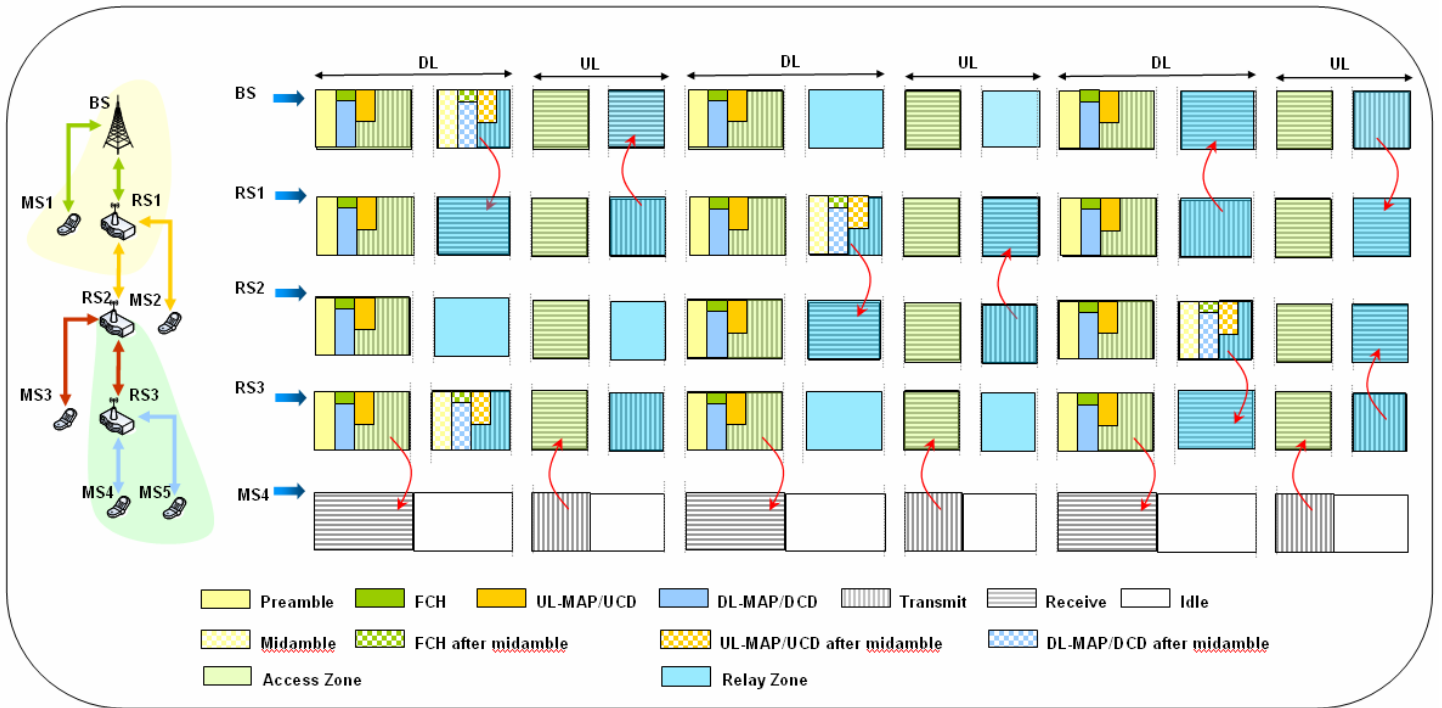 DL UL DL UL DL UL
BS
BS
MS1
RS1
RS1
RS2
RS2
MS2
MS3
RS3
RS3
MS4
MS5
MS4
Preamble FCH UL-MAP/UCD DL-MAP/DCD Transmit Receive Idle
Midamble FCH after midamble UL-MAP/UCD after midamble DL-MAP/DCD after midamble
Access Zone Relay Zone